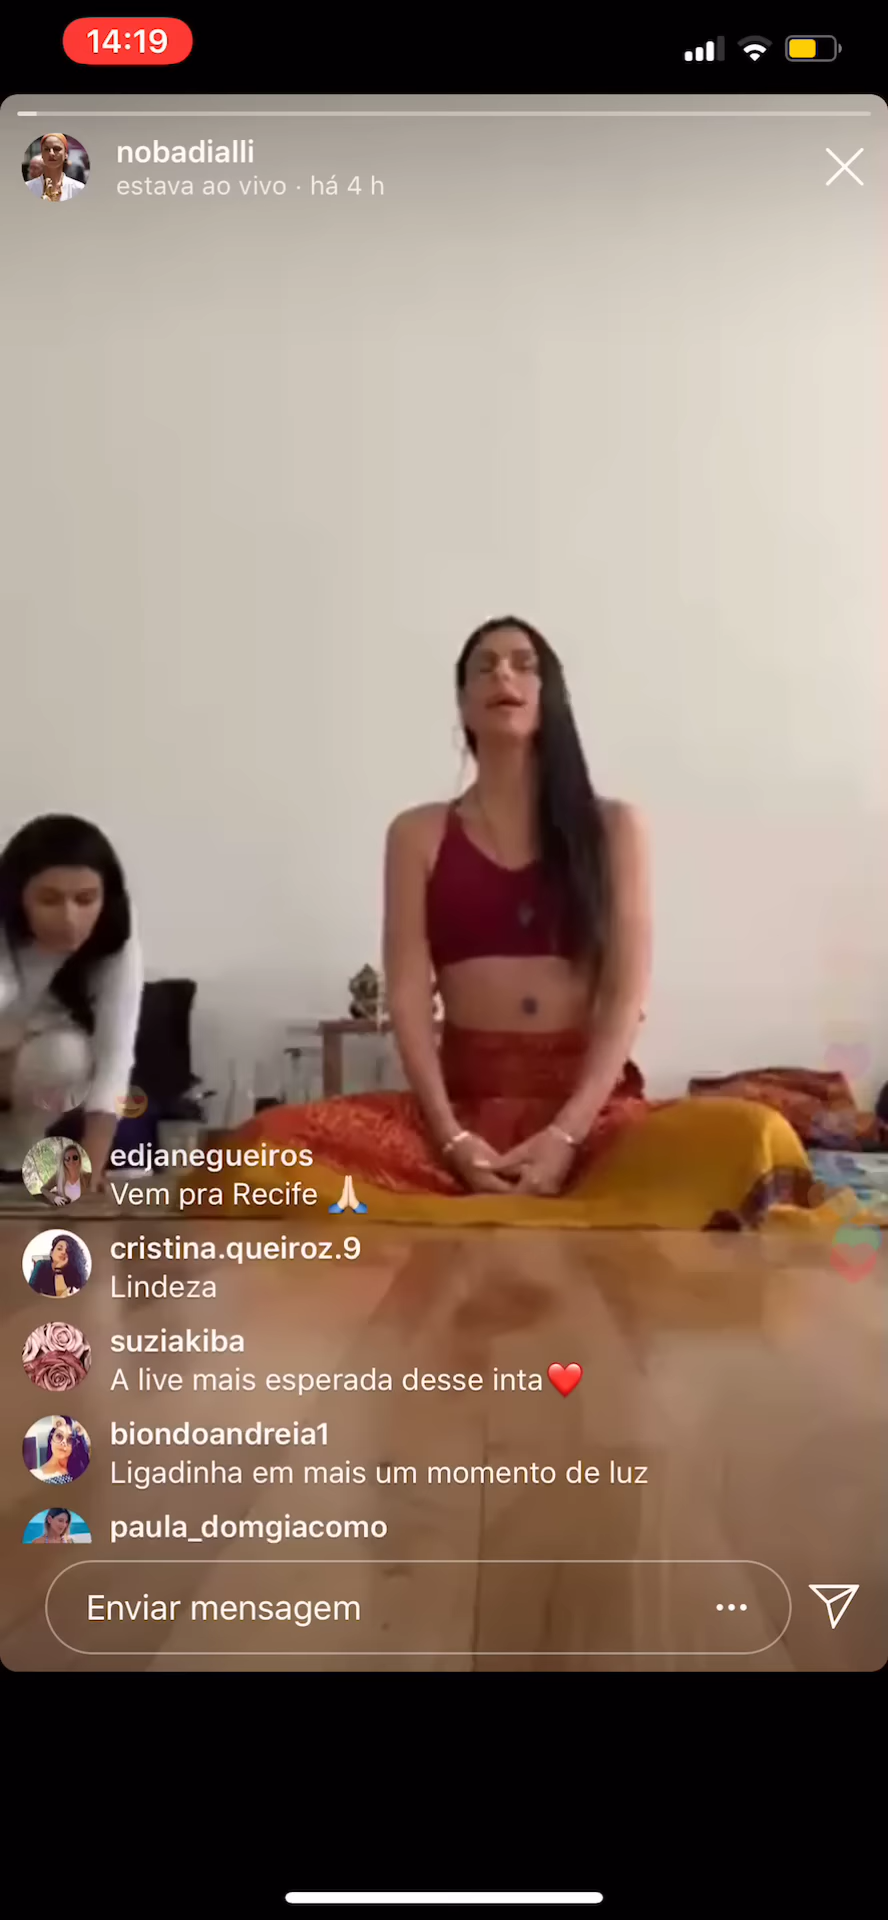 14:19
nobadialli
estava ao vivo · há 4 h
edjanegueiros
Vem pra Recife 🙏🏻
cristina.queiroz.9
Lindeza
suziakiba
A live mais esperada desse inta❤️
biondoandreia1
Ligadinha em mais um momento de luz
paula_domgiacomo
Enviar mensagem